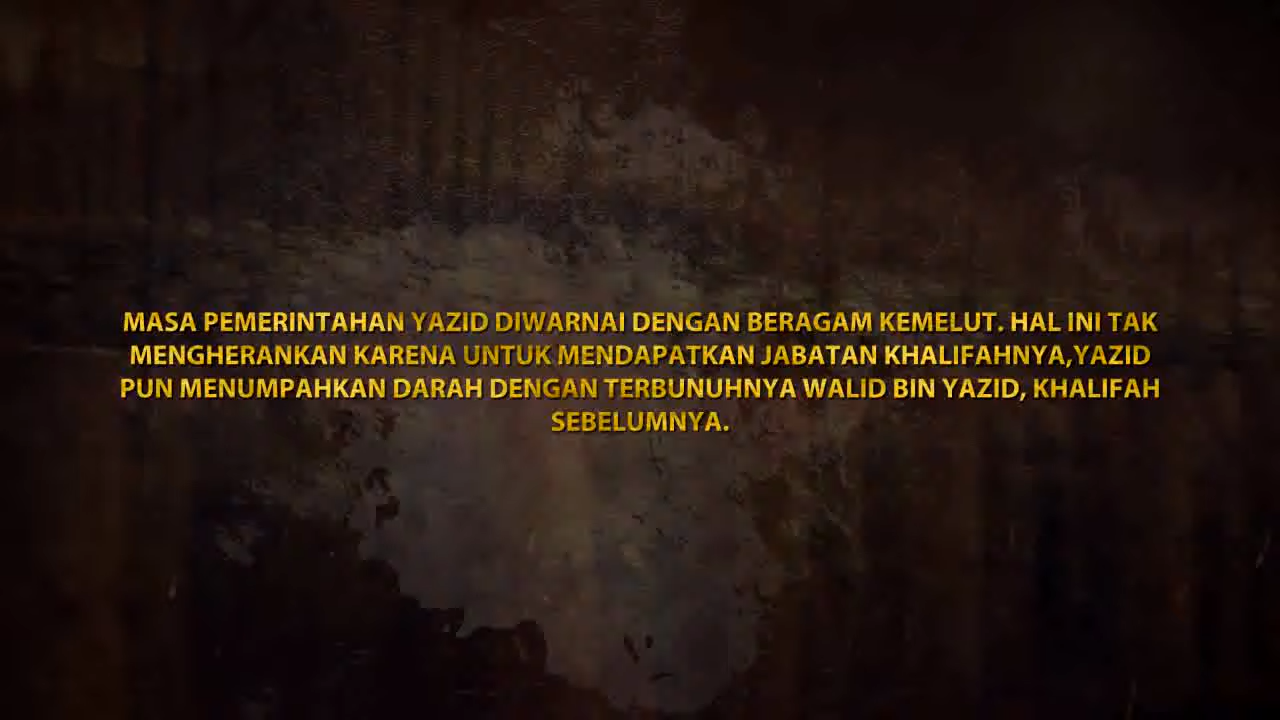 MASA PEMERINTAHAN YAZID DIWARNAI DENGAN BERAGAM KEMELUT. HAL INI TAK
MENGHERANKAN KARENA UNTUK MENDAPATKAN JABATAN KHALIFAHNYA,YAZID
PUN MENUMPAHKAN DARAH DENGAN TERBUNUHNYA WALID BIN YAZID, KHALIFAH
SEBELUMNYA.